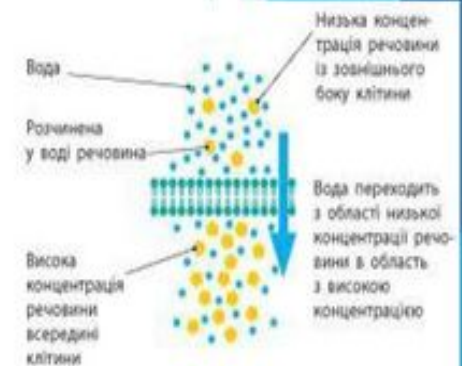 Низька концен-
трація речовини
із зовнішнього
боку клітини
Вода
Розчинена
у воді речовина
Вода переходить
з області низької
концентрації речо-
вини в область
з високою
концентрацією
Висока
концентрація
речовини
всередині
клітини